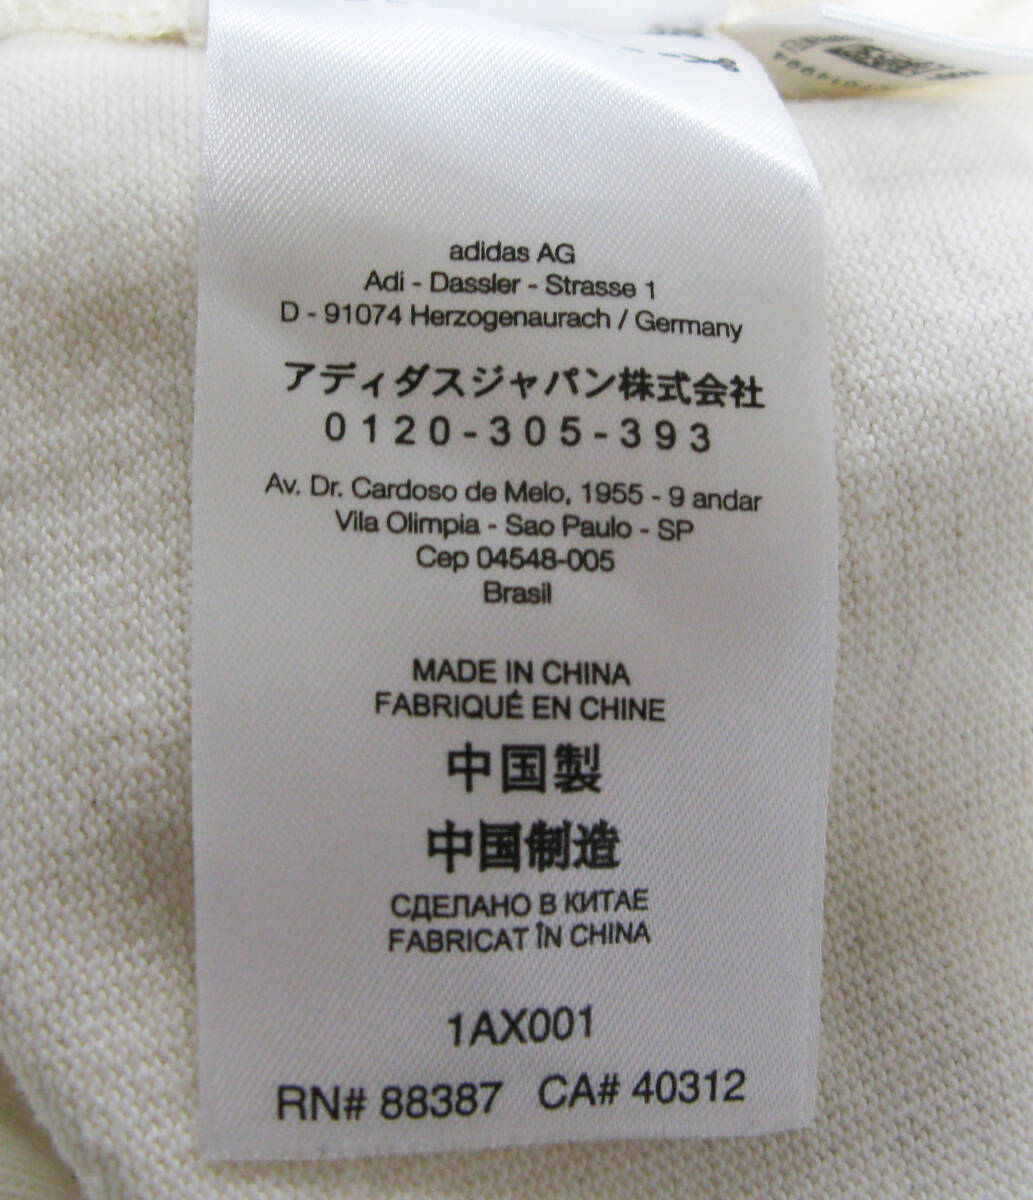 adidas AG
Adi - Dassler - Strasse 1
D - 91074 Herzogenaurach / Germany
アディダスジャパン株式会社
0120-305-393
Av. Dr. Cardoso de Melo, 1955 - 9 andar
Vila Olimpia - Sao Paulo - SP
Cep 04548-005
Brasil
MADE IN CHINA
FABRIQUÉ EN CHINE
中国製
中国制造
СДЕЛАНО В КИТАЕ
FABRICAT ÎN CHINA
1AX001
RN# 88387 CA# 40312